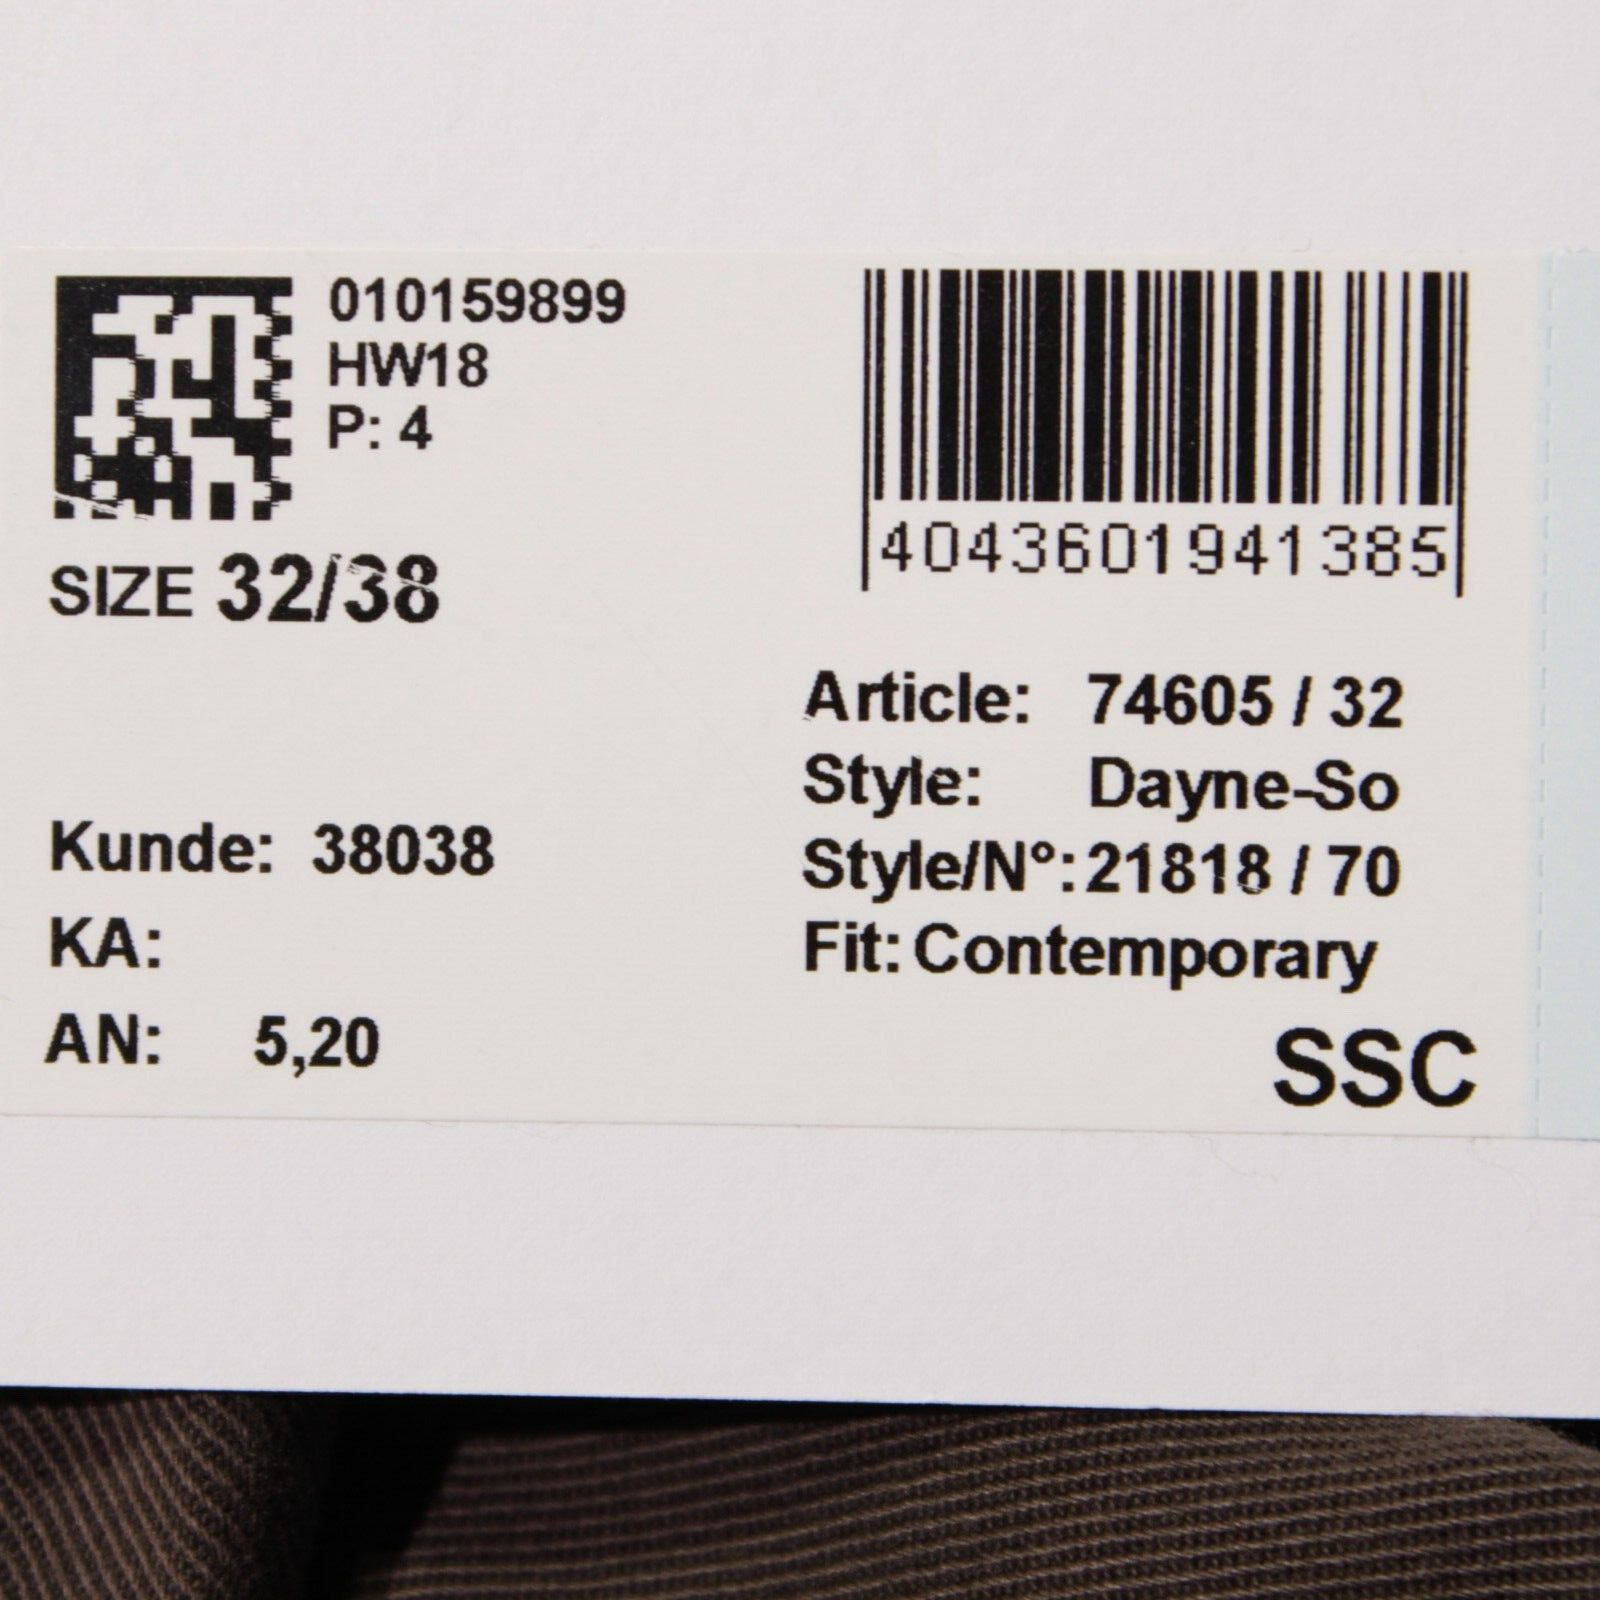 010159899
HW18
P: 4
SIZE 32/38
4043601941385
Article: 74605 / 32
Style: Dayne-So
Style/N°: 21818 / 70
Fit: Contemporary
SSC
Kunde: 38038
KA:
AN: 5,20